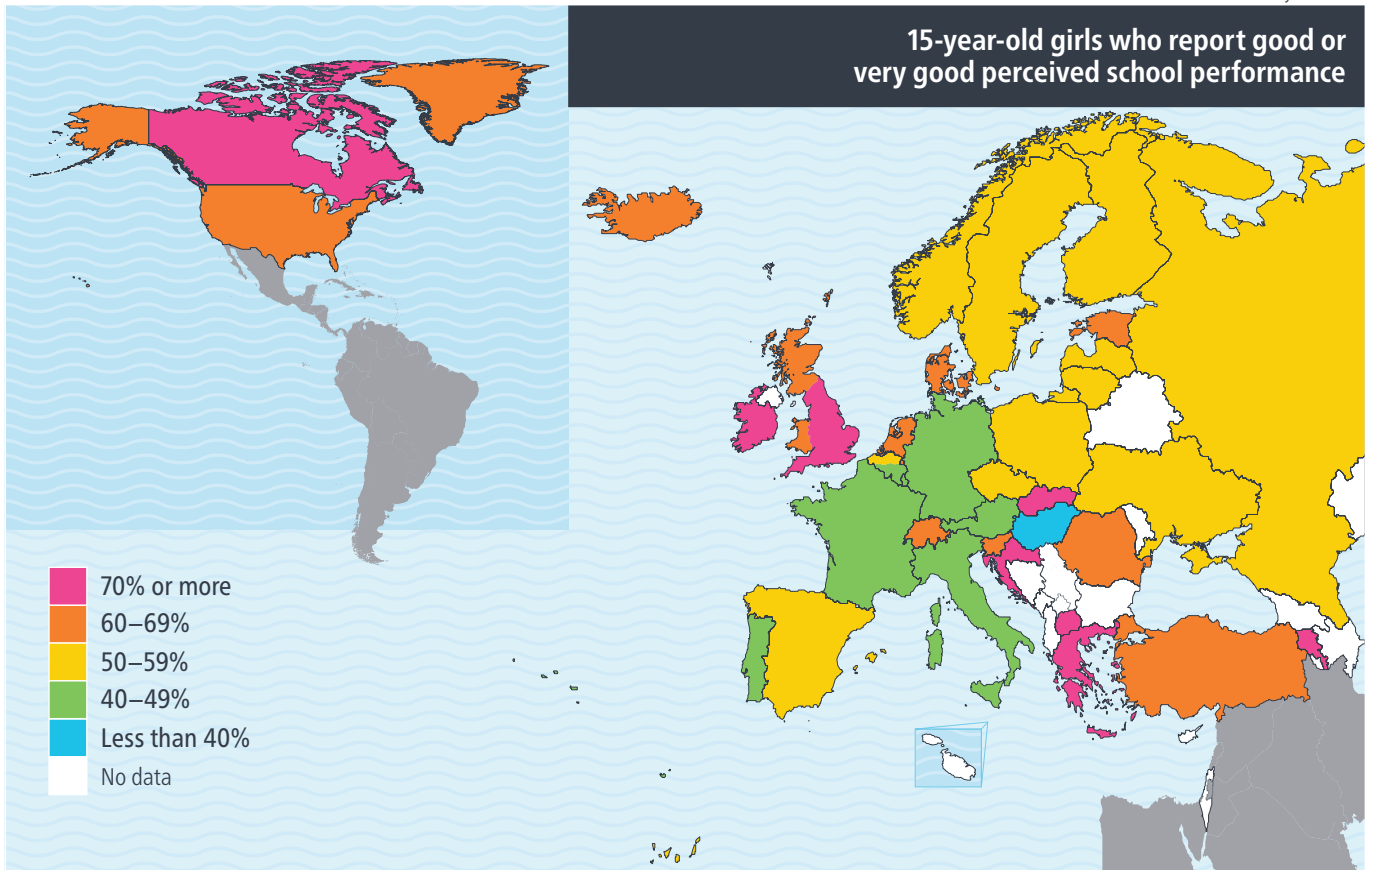 15-year-old girls who report good or
very good perceived school performance
70% or more
60–69%
50–59%
40–49%
Less than 40%
No data